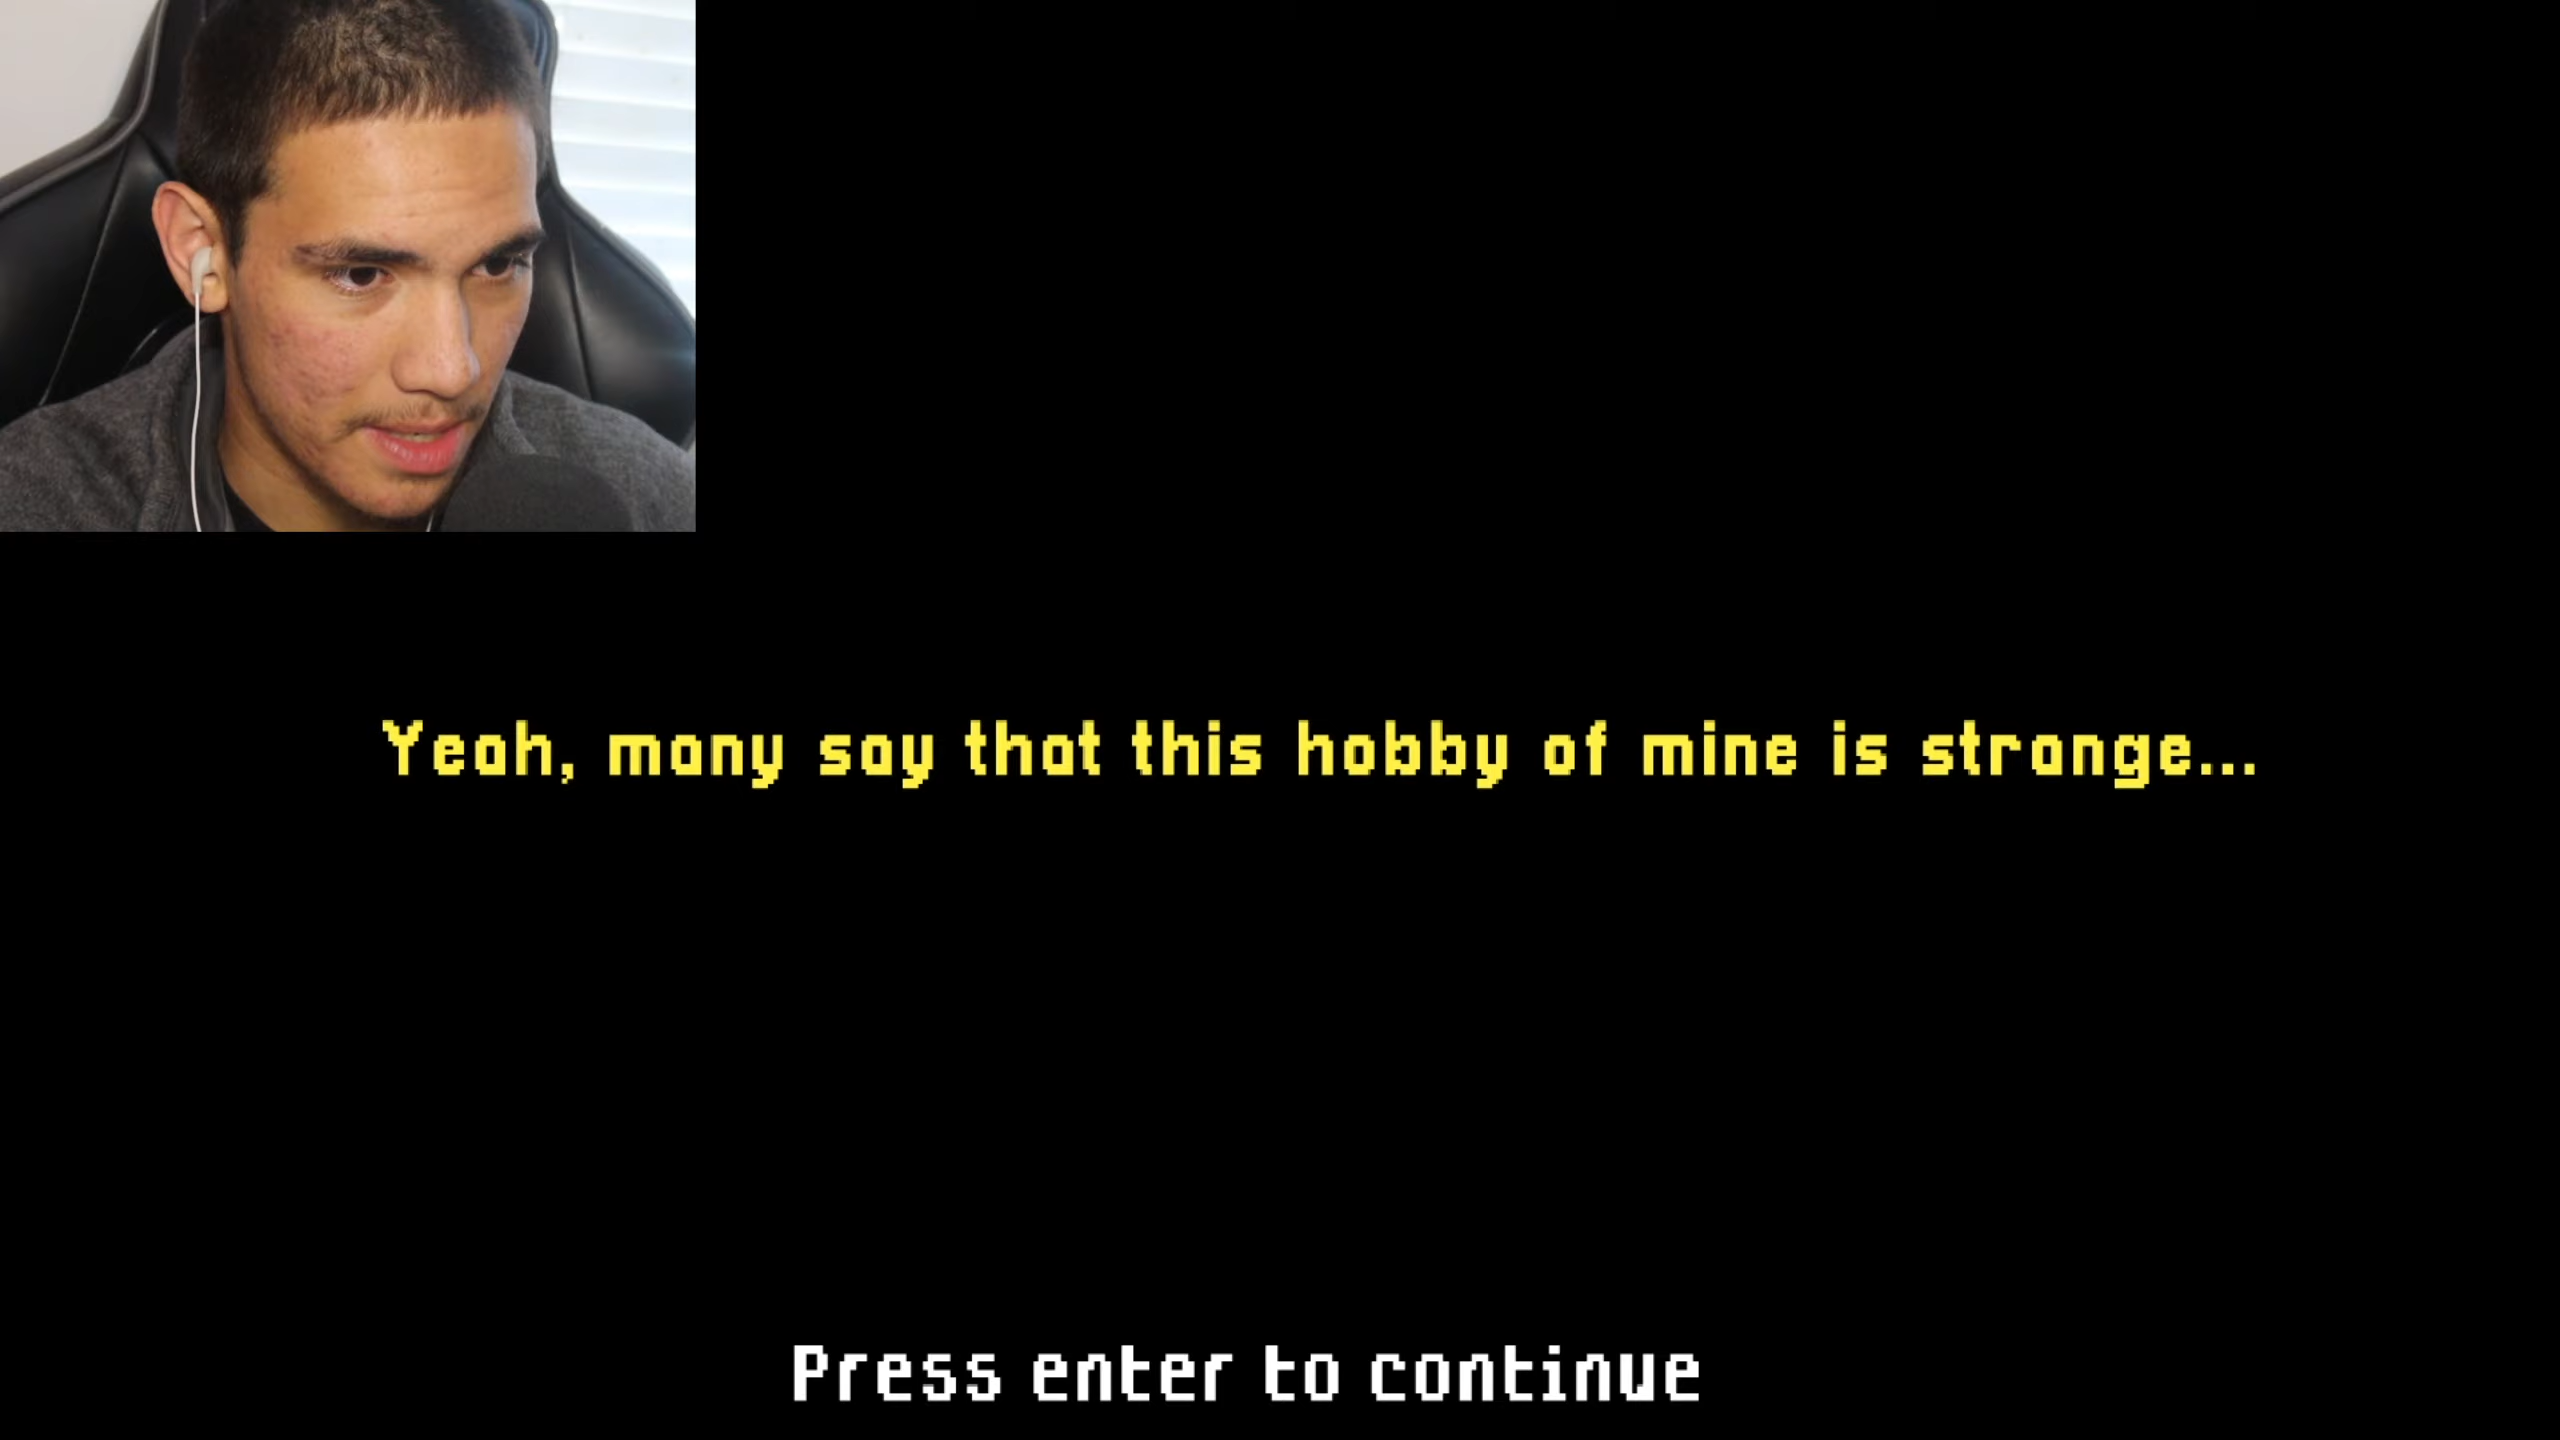 Yeah, many say that this hobby of mine is strange...
Press enter to continue